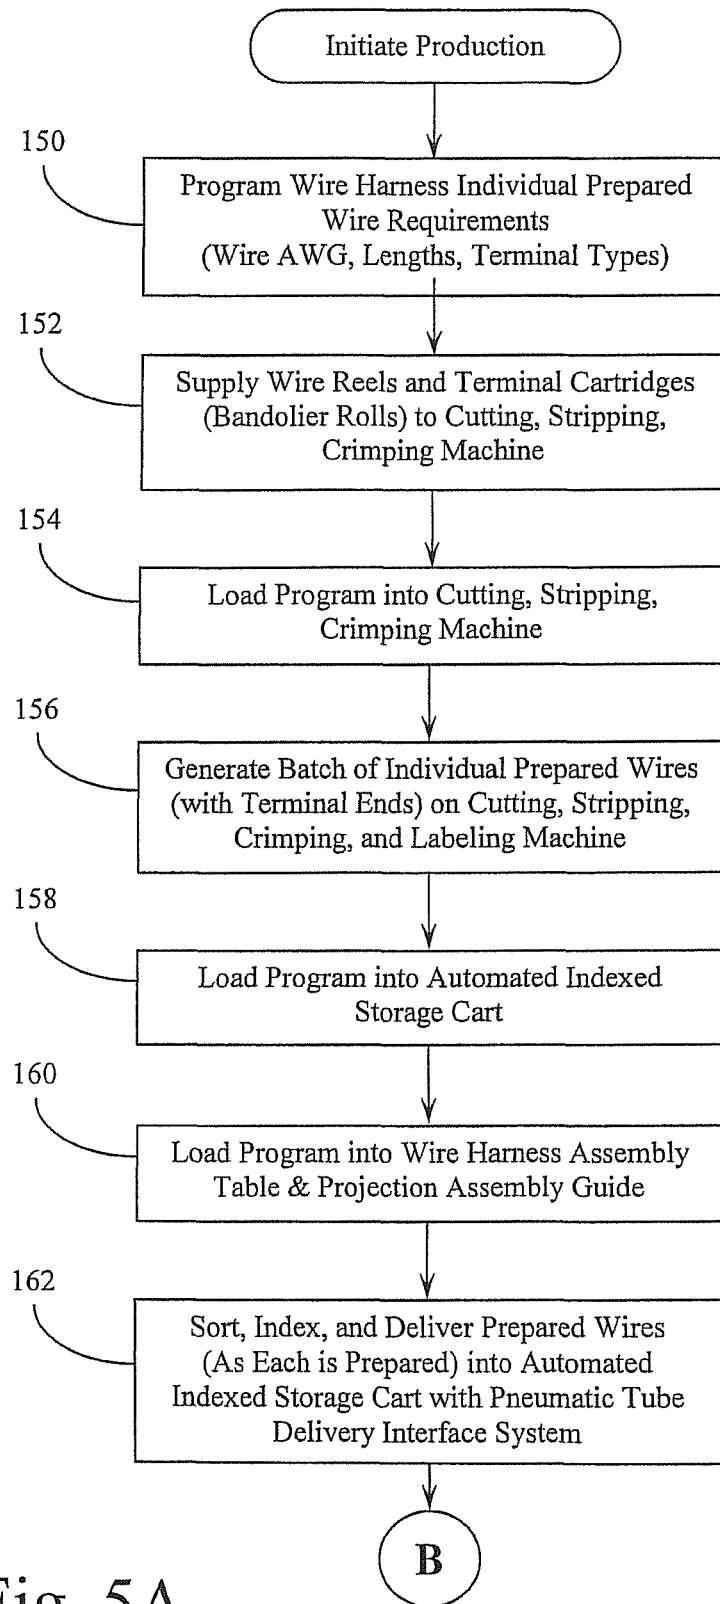 Initiate Production
150
Program Wire Harness Individual Prepared
Wire Requirements
(Wire AWG, Lengths, Terminal Types)
152
Supply Wire Reels and Terminal Cartridges
(Bandolier Rolls) to Cutting, Stripping,
Crimping Machine
154
Load Program into Cutting, Stripping,
Crimping Machine
156
Generate Batch of Individual Prepared Wires
(with Terminal Ends) on Cutting, Stripping,
Crimping, and Labeling Machine
158
Load Program into Automated Indexed
Storage Cart
160
Load Program into Wire Harness Assembly
Table & Projection Assembly Guide
162
Sort, Index, and Deliver Prepared Wires
(As Each is Prepared) into Automated
Indexed Storage Cart with Pneumatic Tube
Delivery Interface System
B
Fig. 5A